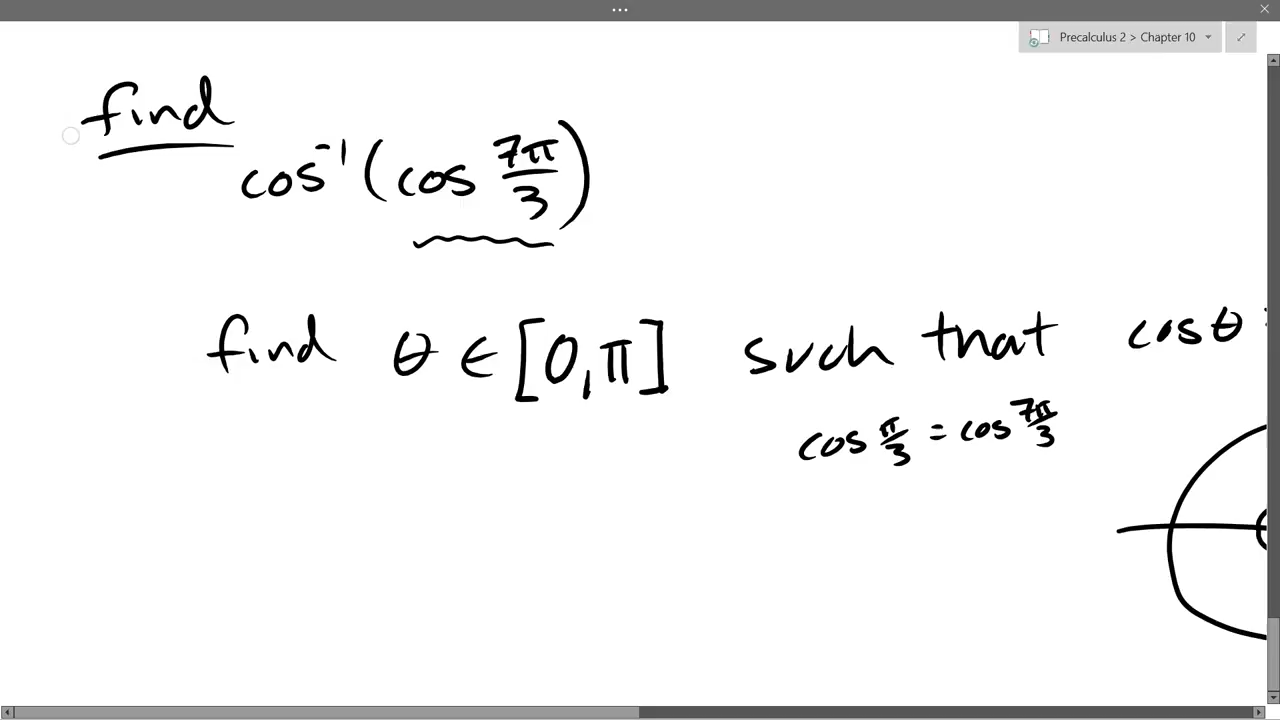 Precalculus 2 > Chapter 10
find
cos⁻¹(cos 7π/3)
find θ ∈ [0,π] such that cosθ
cos π/3 = cos 7π/3